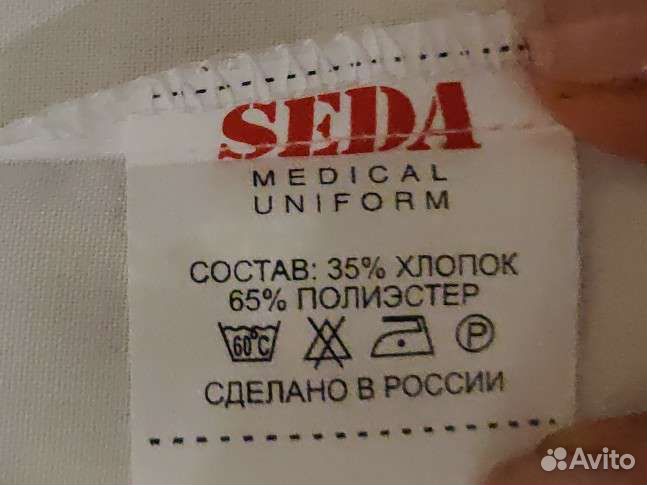 SEDA
MEDICAL
UNIFORM
СОСТАВ: 35% ХЛОПОК
65% ПОЛИЭСТЕР
60°C P
СДЕЛАНО В РОССИИ
Avito